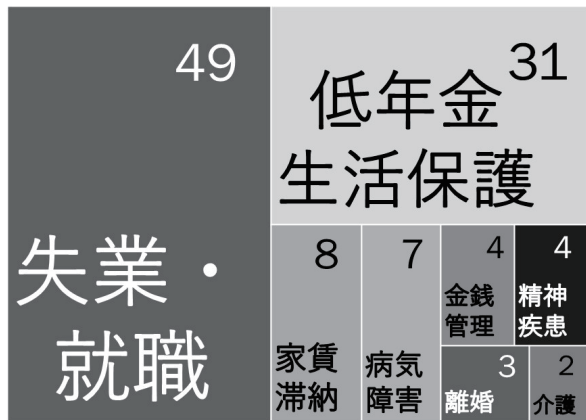 49
失業・
就職
31
低年金
生活保護
8
家賃
滞納
7
病気
障害
4
金銭
管理
4
精神
疾患
3
離婚
2
介護